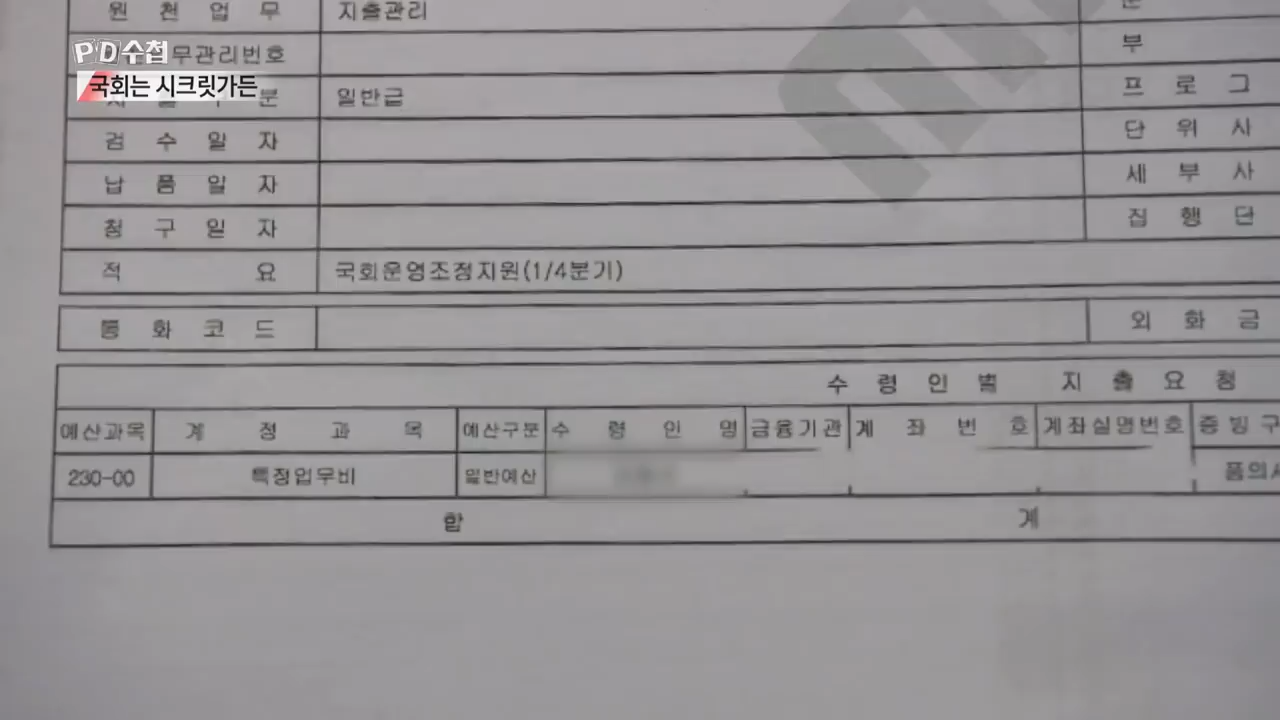 원천업무 지출관리
PD수첩 무관리번호 부
국회는 시크릿가든 분 일반급 프로그
검수일자 단위사
납품일자 세부사
청구일자 집행단
적요 국회운영조정지원(1/4분기)
통화코드 외화금
수령인별 지출요청
예산과목 계정과목 예산구분 수령인명 금융기관 계좌번호 계좌실명번호 증빙구
230-00 특정업무비 일반예산 품의서
합계